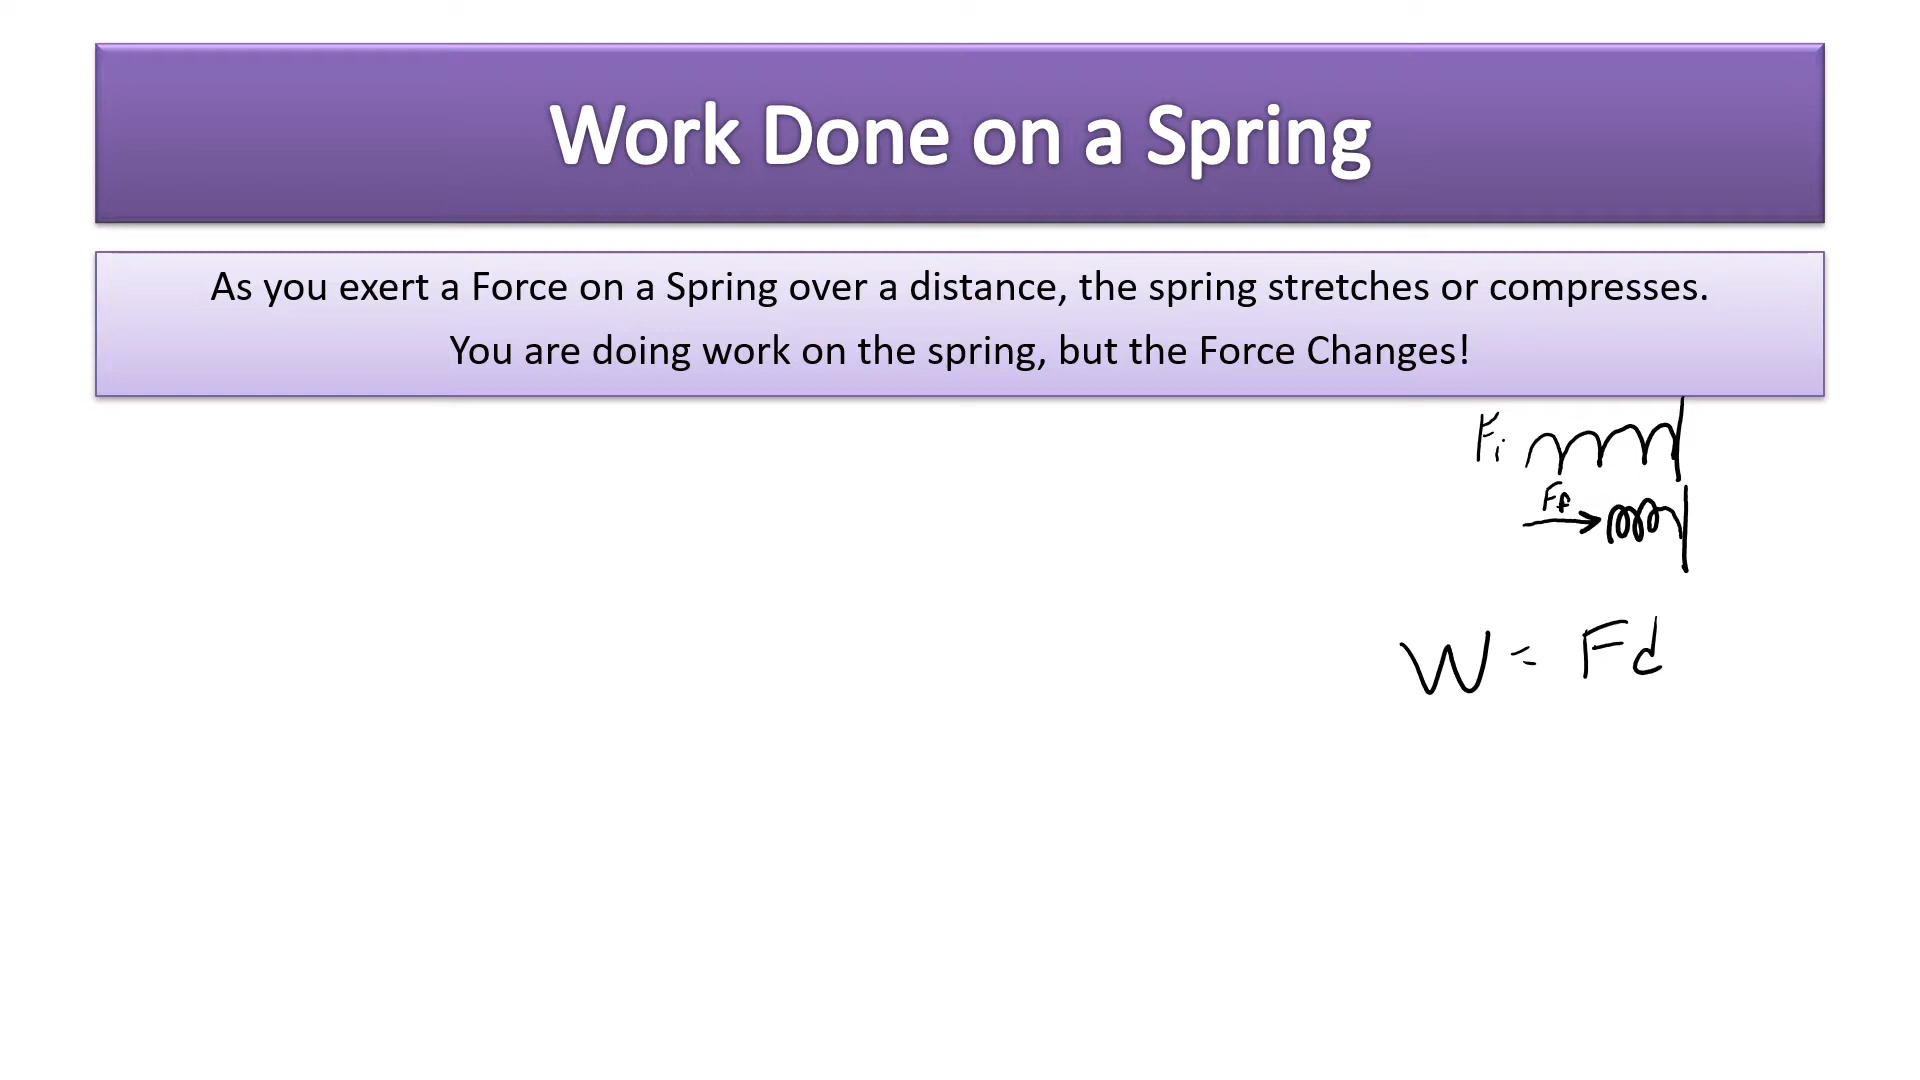 Work Done on a Spring
As you exert a Force on a Spring over a distance, the spring stretches or compresses.
You are doing work on the spring, but the Force Changes!
Fi
Ff
W = Fd